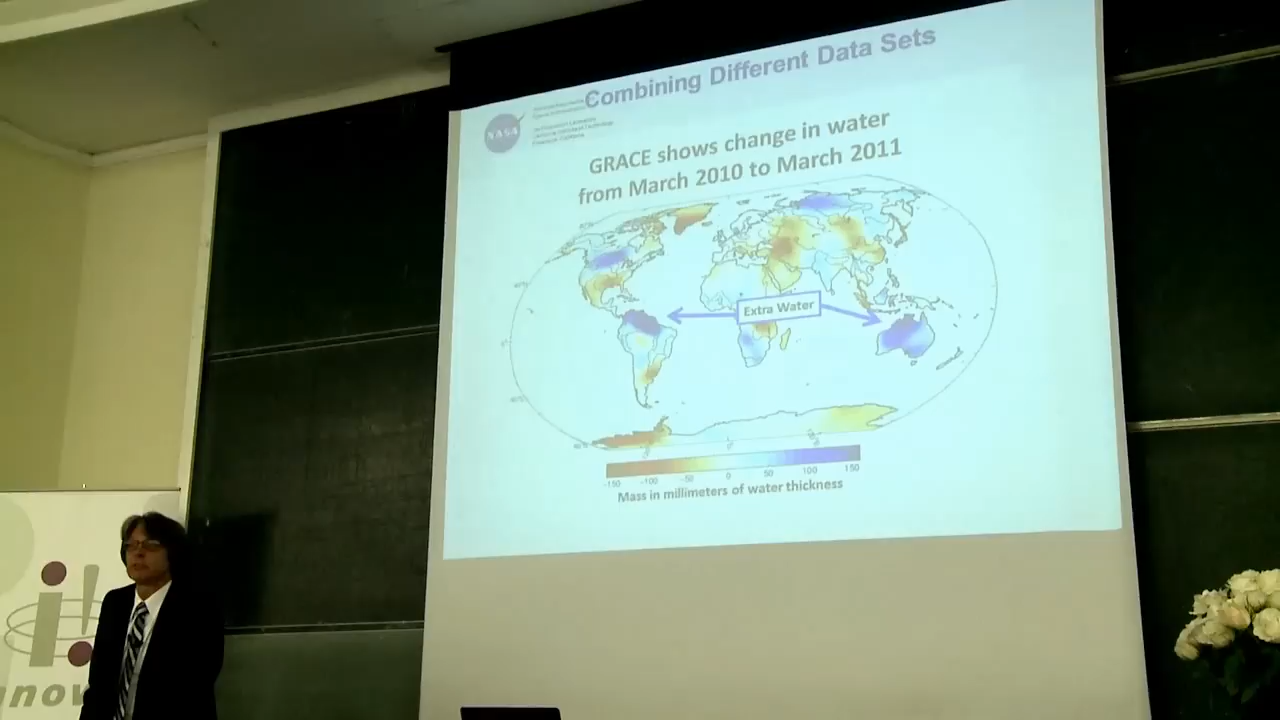 Combining Different Data Sets
NASA
GRACE shows change in water
from March 2010 to March 2011
Extra Water
-150 -100 -50 0 50 100 150
Mass in millimeters of water thickness
i!
nnov